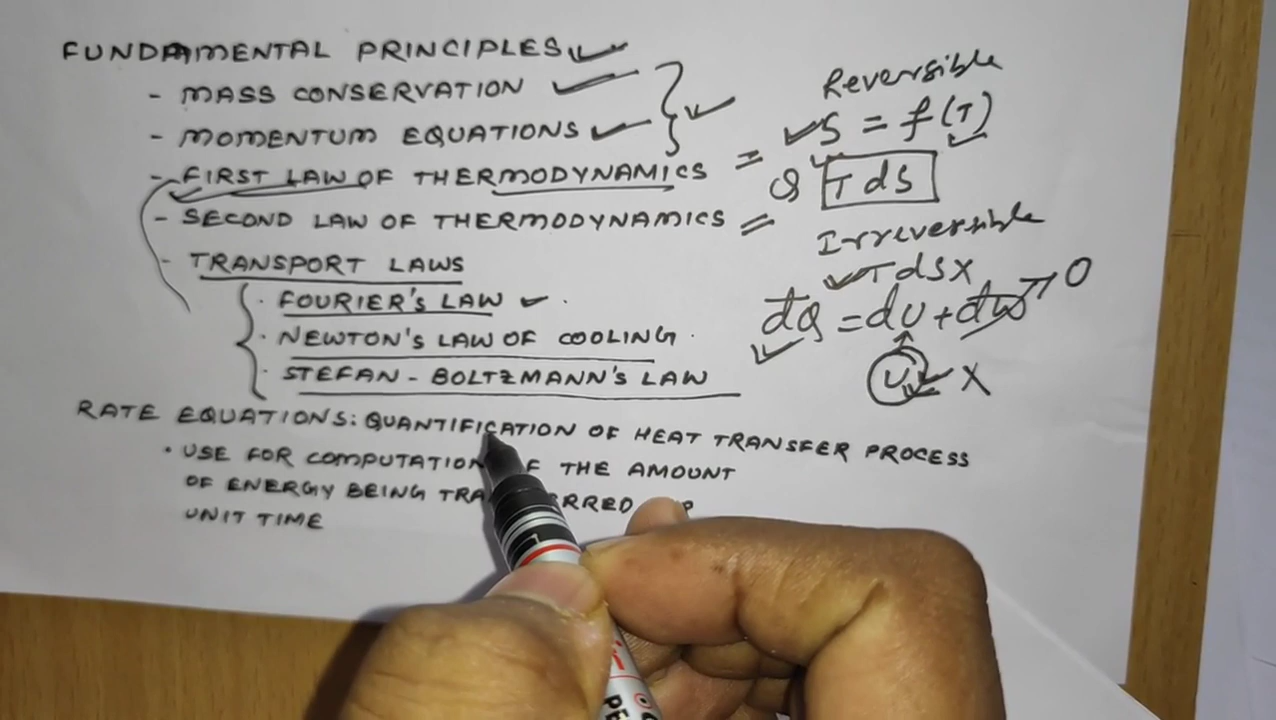 FUNDAMENTAL PRINCIPLES
- MASS CONSERVATION
- MOMENTUM EQUATIONS
- FIRST LAW OF THERMODYNAMICS =
- SECOND LAW OF THERMODYNAMICS =
- TRANSPORT LAWS
· FOURIER'S LAW
· NEWTON'S LAW OF COOLING
· STEFAN - BOLTZMANN'S LAW
RATE EQUATIONS: QUANTIFICATION OF HEAT TRANSFER PROCESS
· USE FOR COMPUTATION F THE AMOUNT
OF ENERGY BEING TRA RRED
UNIT TIME
Reversible
S = f(T)
TdS
Irreversible
TdSX
dQ = dU + dW 0
U X
PE